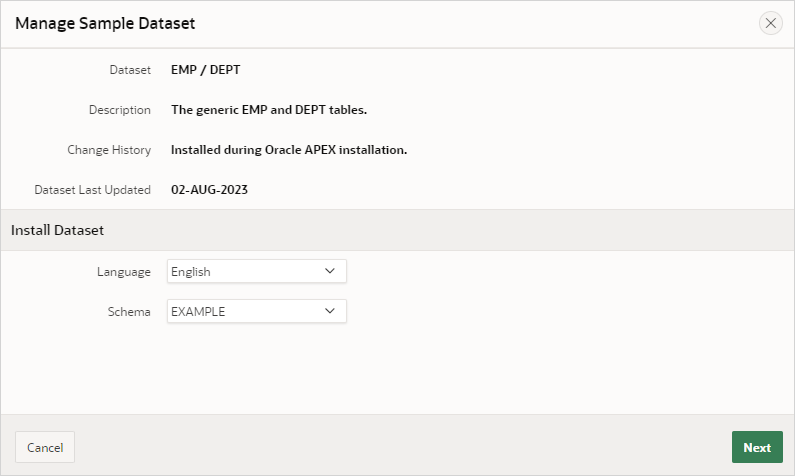 Manage Sample Dataset
Dataset EMP / DEPT
Description The generic EMP and DEPT tables.
Change History Installed during Oracle APEX installation.
Dataset Last Updated 02-AUG-2023
Install Dataset
Language English
Schema EXAMPLE
Cancel Next